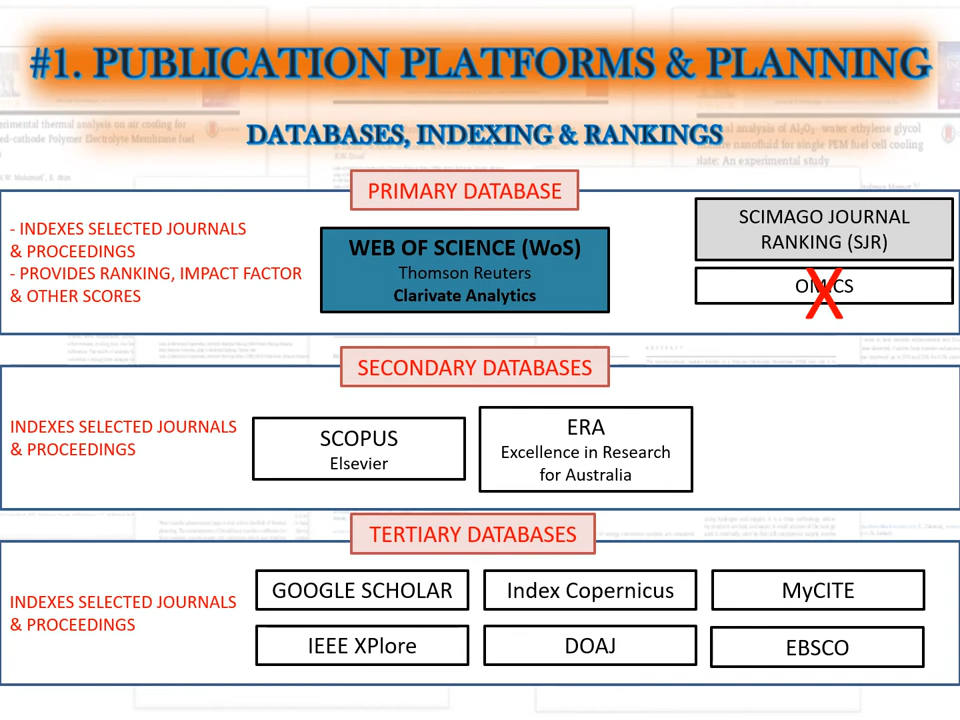 #1. PUBLICATION PLATFORMS & PLANNING
DATABASES, INDEXING & RANKINGS
PRIMARY DATABASE
- INDEXES SELECTED JOURNALS
& PROCEEDINGS
- PROVIDES RANKING, IMPACT FACTOR
& OTHER SCORES
WEB OF SCIENCE (WoS)
Thomson Reuters
Clarivate Analytics
SCIMAGO JOURNAL
RANKING (SJR)
OMICS
X
SECONDARY DATABASES
INDEXES SELECTED JOURNALS
& PROCEEDINGS
SCOPUS
Elsevier
ERA
Excellence in Research
for Australia
TERTIARY DATABASES
INDEXES SELECTED JOURNALS
& PROCEEDINGS
GOOGLE SCHOLAR
Index Copernicus
MyCITE
IEEE XPlore
DOAJ
EBSCO